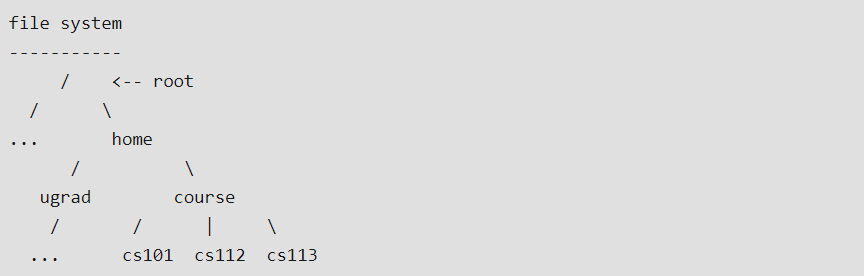 file system
-----------
     /    <-- root
  /      \
...       home
      /          \
   ugrad        course
    /       /      |     \
  ...      cs101  cs112  cs113